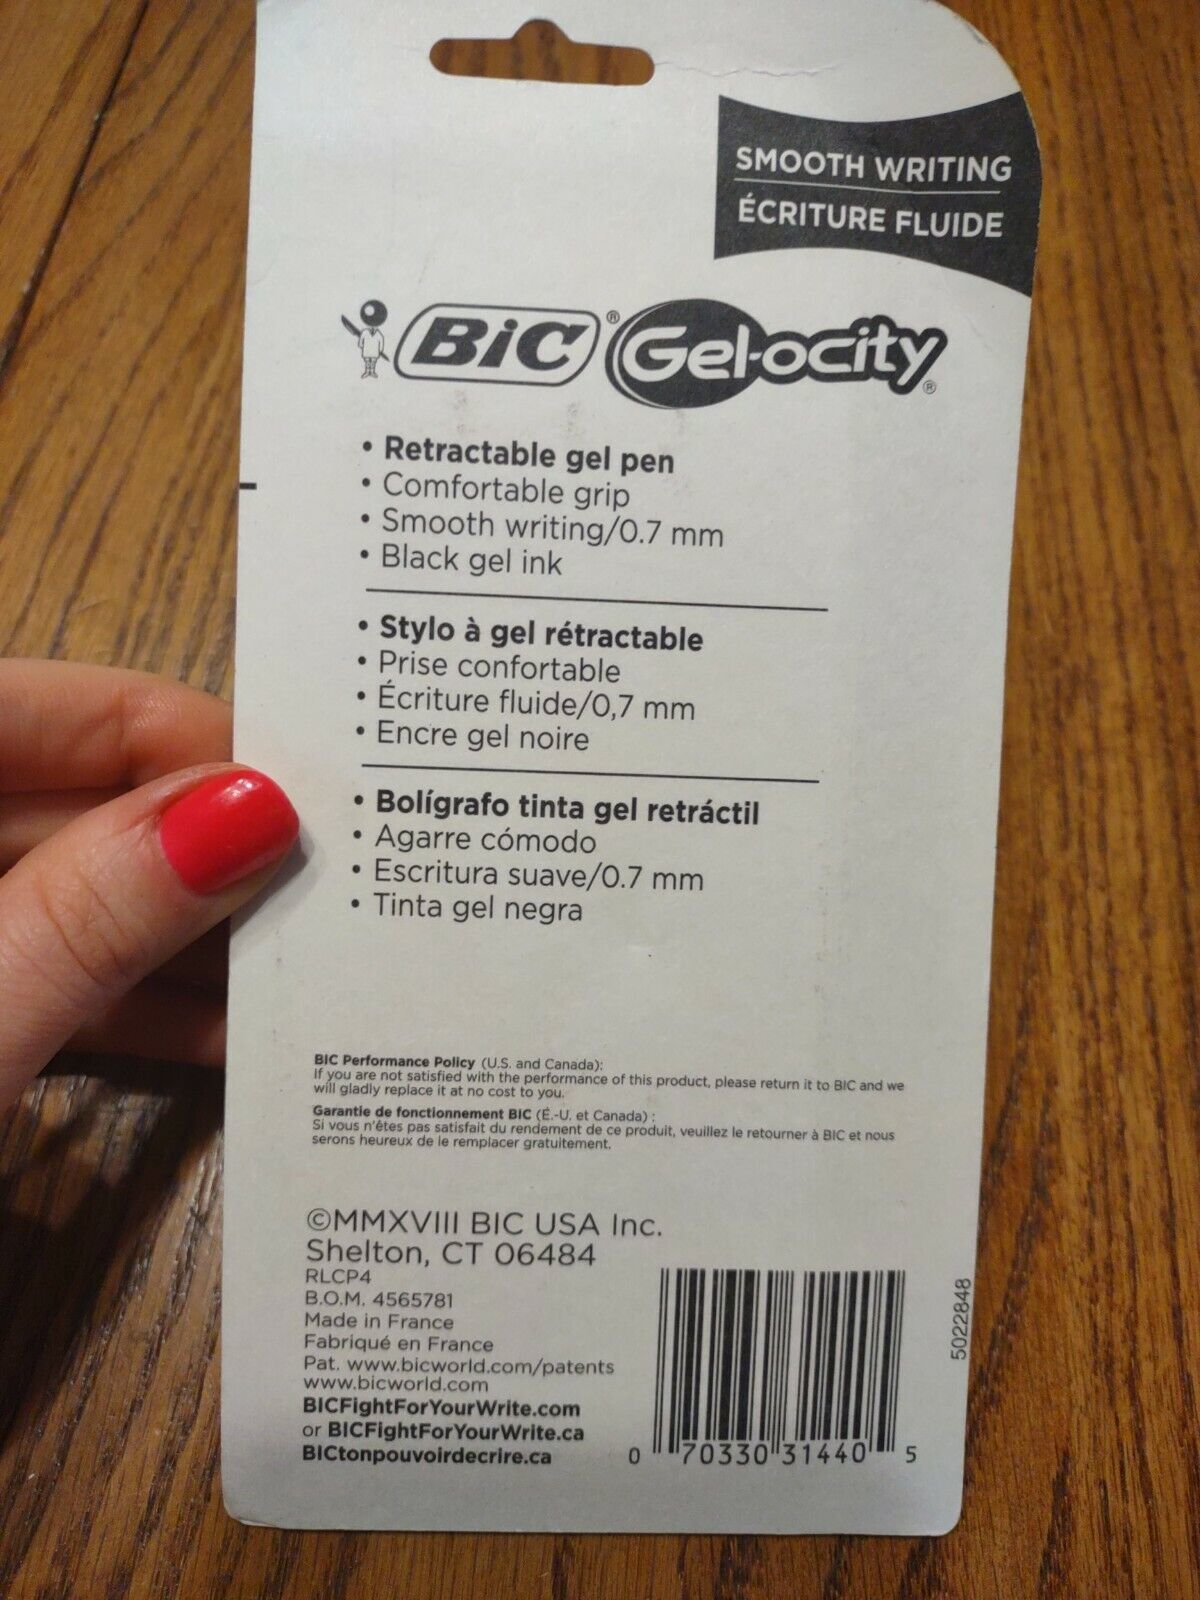 SMOOTH WRITING
ÉCRITURE FLUIDE
BiC® Gel-ocity®
• Retractable gel pen
• Comfortable grip
• Smooth writing/0.7 mm
• Black gel ink
• Stylo à gel rétractable
• Prise confortable
• Écriture fluide/0,7 mm
• Encre gel noire
• Bolígrafo tinta gel retráctil
• Agarre cómodo
• Escritura suave/0.7 mm
• Tinta gel negra
BIC Performance Policy (U.S. and Canada):
If you are not satisfied with the performance of this product, please return it to BIC and we
will gladly replace it at no cost to you.
Garantie de fonctionnement BIC (É.-U. et Canada) :
Si vous n'êtes pas satisfait du rendement de ce produit, veuillez le retourner à BIC et nous
serons heureux de le remplacer gratuitement.
©MMXVIII BIC USA Inc.
Shelton, CT 06484
RLCP4
B.O.M. 4565781
Made in France
Fabriqué en France
Pat. www.bicworld.com/patents
www.bicworld.com
BICFightForYourWrite.com
or BICFightForYourWrite.ca
BICtonpouvoirdecrire.ca
0 70330 31440 5
5022848